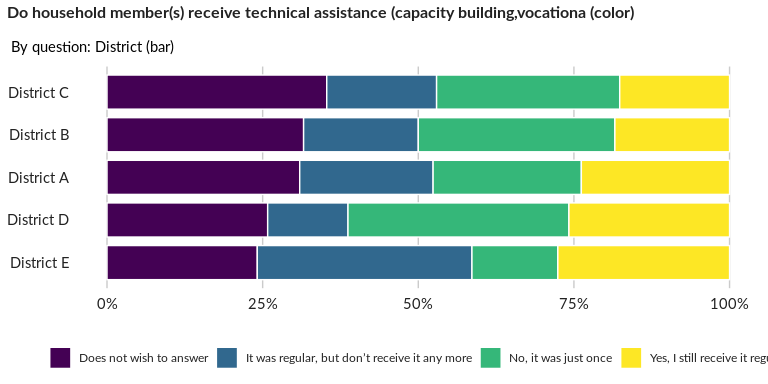 Do household member(s) receive technical assistance (capacity building,vocationa (color)
By question: District (bar)
District C
District B
District A
District D
District E
0% 25% 50% 75% 100%
Does not wish to answer It was regular, but don't receive it any more No, it was just once Yes, I still receive it